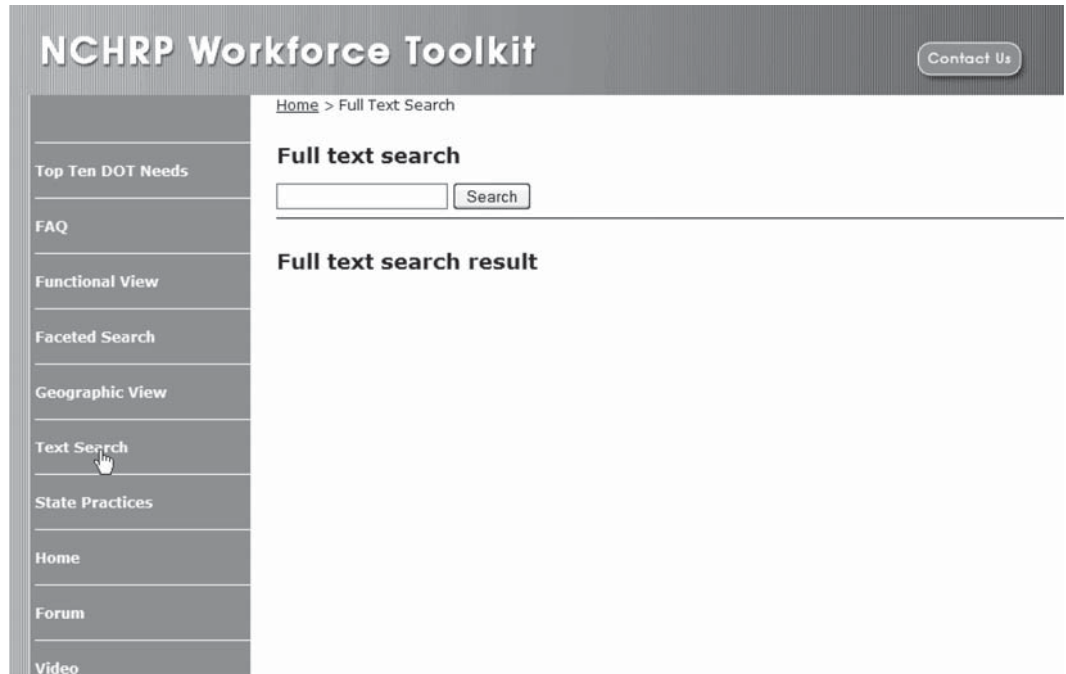 NCHRP Workforce Toolkit
Contact Us
Home > Full Text Search
Full text search
Search
Full text search result
Top Ten DOT Needs
FAQ
Functional View
Faceted Search
Geographic View
Text Search
State Practices
Home
Forum
Video